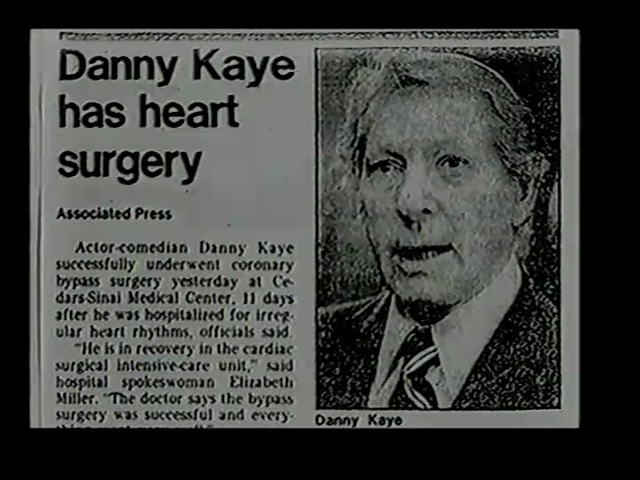 Danny Kaye
has heart
surgery
Associated Press
Actor-comedian Danny Kaye
successfully underwent coronary
bypass surgery yesterday at Ce-
dars-Sinai Medical Center, 11 days
after he was hospitalized for irreg-
ular heart rhythms, officials said.
"He is in recovery in the cardiac
surgical intensive-care unit," said
hospital spokeswoman Elizabeth
Miller. "The doctor says the bypass
surgery was successful and every-
Danny Kaye